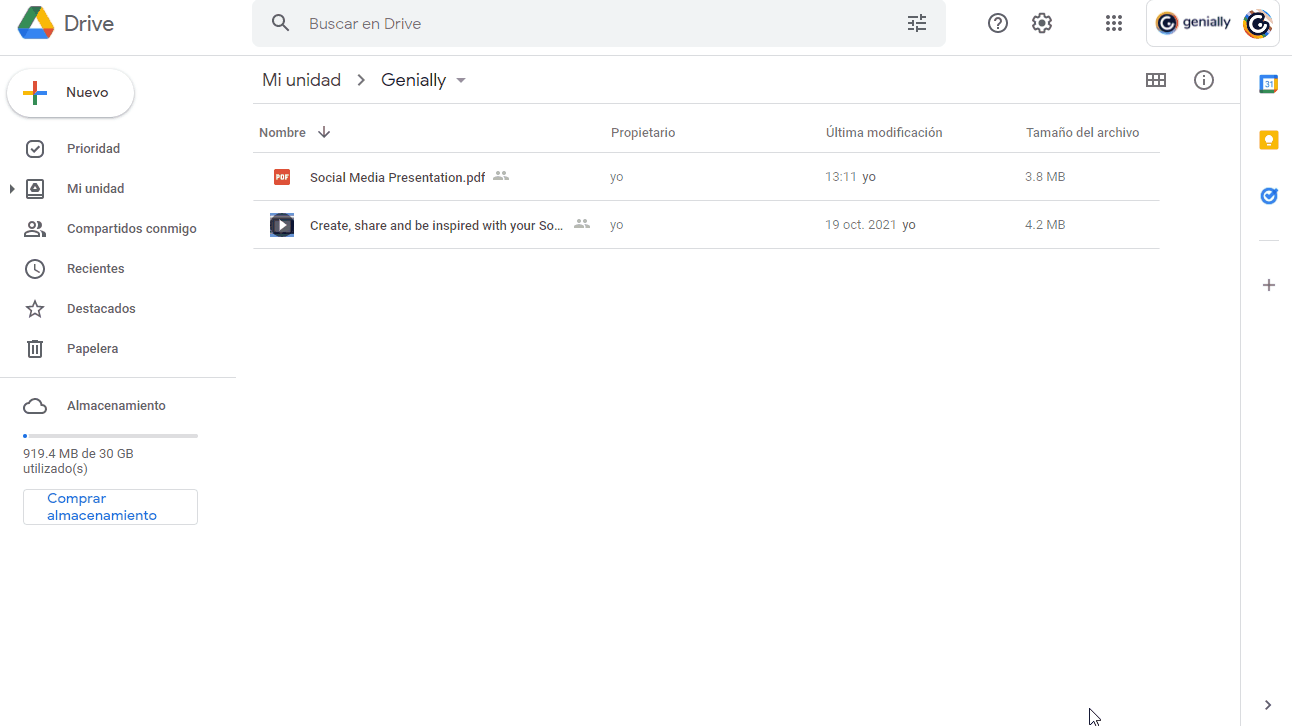 Drive
Buscar en Drive
genially
Nuevo
Mi unidad
Genially
Prioridad
Mi unidad
Compartidos conmigo
Recientes
Destacados
Papelera
Almacenamiento
919.4 MB de 30 GB
utilizado(s)
Comprar
almacenamiento
Nombre Propietario Última modificación Tamaño del archivo
PDF Social Media Presentation.pdf yo 13:11 yo 3.8 MB
Create, share and be inspired with your So... yo 19 oct. 2021 yo 4.2 MB
31